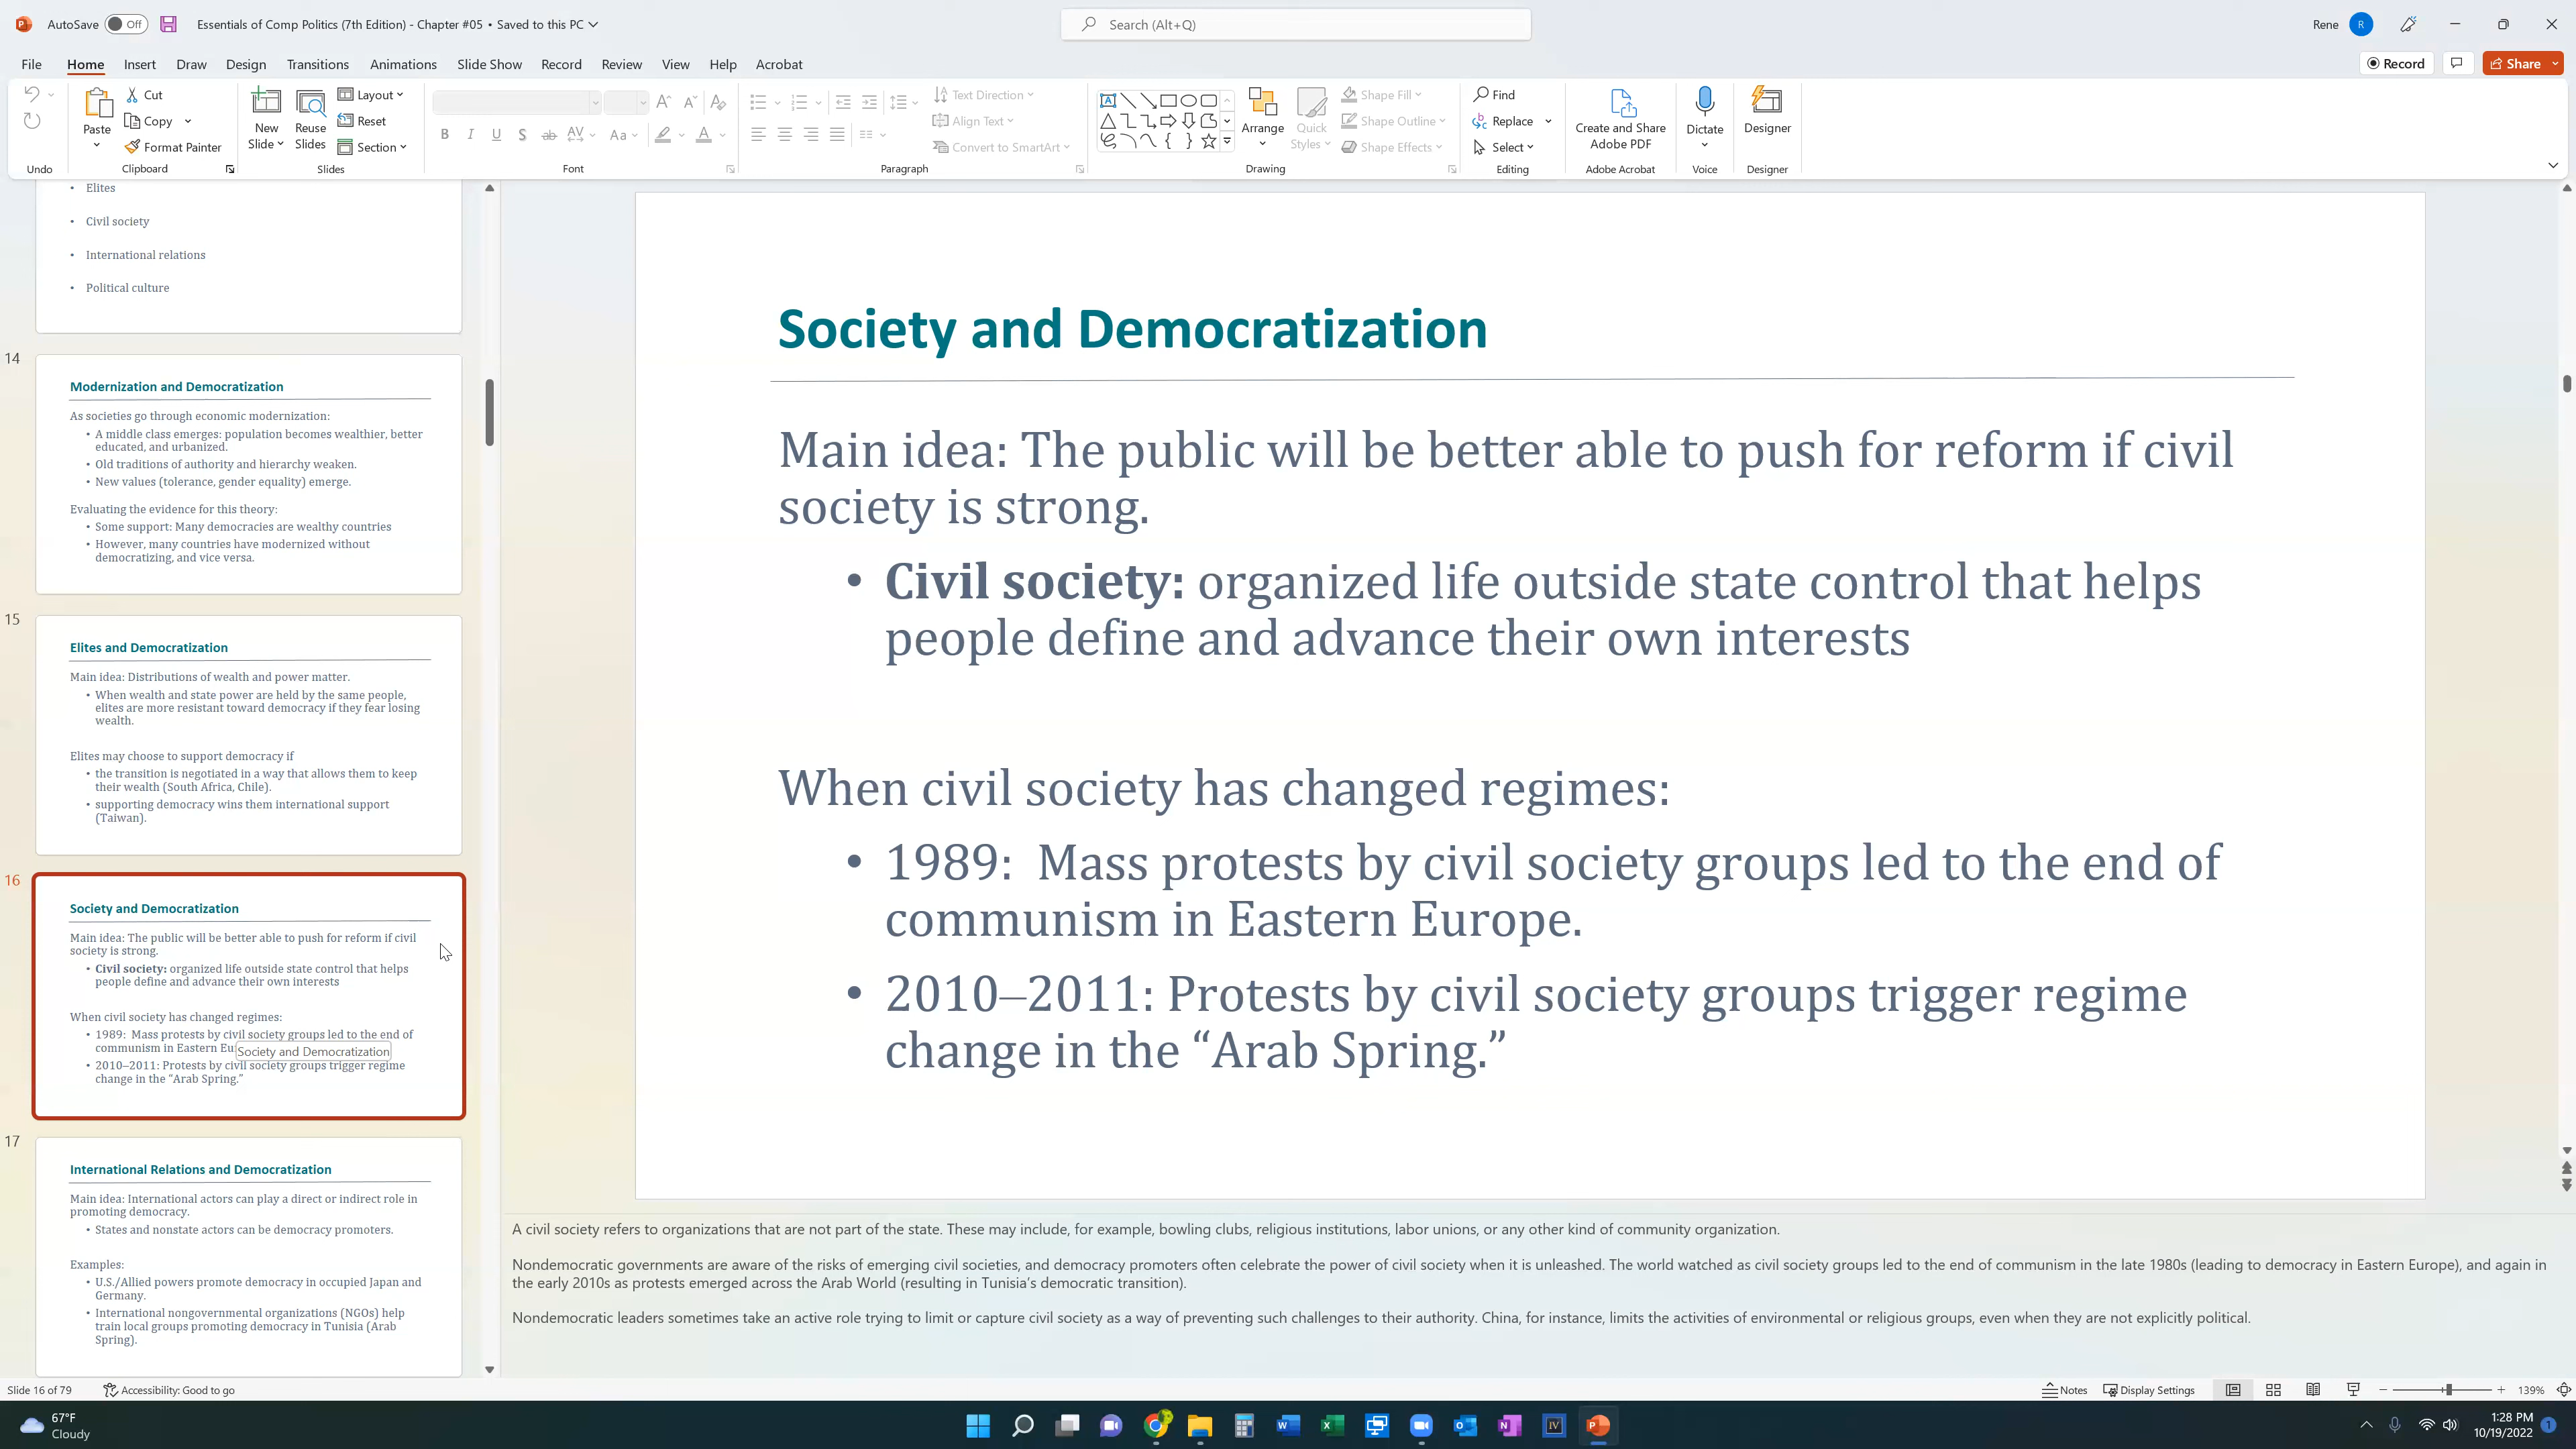 AutoSave Off Essentials of Comp Politics (7th Edition) - Chapter #05 • Saved to this PC Search (Alt+Q) Rene R
File Home Insert Draw Design Transitions Animations Slide Show Record Review View Help Acrobat Record Share
Undo
Paste
Cut
Copy
Format Painter
Clipboard
New
Slide
Reuse
Slides
Layout
Reset
Section
Slides
Font
Text Direction
Align Text
Convert to SmartArt
Paragraph
Arrange
Quick
Styles
Shape Fill
Shape Outline
Shape Effects
Drawing
Find
Replace
Select
Editing
Create and Share
Adobe PDF
Adobe Acrobat
Dictate
Voice
Designer
Designer
• Elites
• Civil society
• International relations
• Political culture
14
Modernization and Democratization
As societies go through economic modernization:
• A middle class emerges: population becomes wealthier, better
educated, and urbanized.
• Old traditions of authority and hierarchy weaken.
• New values (tolerance, gender equality) emerge.
Evaluating the evidence for this theory:
• Some support: Many democracies are wealthy countries
• However, many countries have modernized without
democratizing, and vice versa.
15
Elites and Democratization
Main idea: Distributions of wealth and power matter.
• When wealth and state power are held by the same people,
elites are more resistant toward democracy if they fear losing
wealth.
Elites may choose to support democracy if
• the transition is negotiated in a way that allows them to keep
their wealth (South Africa, Chile).
• supporting democracy wins them international support
(Taiwan).
16
Society and Democratization
Main idea: The public will be better able to push for reform if civil
society is strong.
• Civil society: organized life outside state control that helps
people define and advance their own interests
When civil society has changed regimes:
• 1989: Mass protests by civil society groups led to the end of
communism in Eastern Eu
Society and Democratization
• 2010–2011: Protests by civil society groups trigger regime
change in the “Arab Spring.”
17
International Relations and Democratization
Main idea: International actors can play a direct or indirect role in
promoting democracy.
• States and nonstate actors can be democracy promoters.
Examples:
• U.S./Allied powers promote democracy in occupied Japan and
Germany.
• International nongovernmental organizations (NGOs) help
train local groups promoting democracy in Tunisia (Arab
Spring).
Society and Democratization
Main idea: The public will be better able to push for reform if civil
society is strong.
• Civil society: organized life outside state control that helps
people define and advance their own interests
When civil society has changed regimes:
• 1989: Mass protests by civil society groups led to the end of
communism in Eastern Europe.
• 2010–2011: Protests by civil society groups trigger regime
change in the “Arab Spring.”
A civil society refers to organizations that are not part of the state. These may include, for example, bowling clubs, religious institutions, labor unions, or any other kind of community organization.
Nondemocratic governments are aware of the risks of emerging civil societies, and democracy promoters often celebrate the power of civil society when it is unleashed. The world watched as civil society groups led to the end of communism in the late 1980s (leading to democracy in Eastern Europe), and again in
the early 2010s as protests emerged across the Arab World (resulting in Tunisia’s democratic transition).
Nondemocratic leaders sometimes take an active role trying to limit or capture civil society as a way of preventing such challenges to their authority. China, for instance, limits the activities of environmental or religious groups, even when they are not explicitly political.
Slide 16 of 79 Accessibility: Good to go Notes Display Settings 139%
67°F
Cloudy
1:28 PM
10/19/2022
1